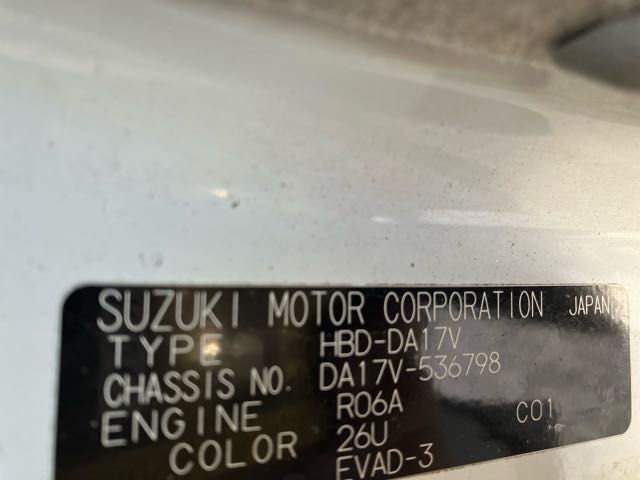 SUZUKI MOTOR CORPORATION JAPAN
TYPE HBD-DA17V
CHASSIS NO. DA17V-536798
ENGINE R06A C01
COLOR 26U
EVAD-3